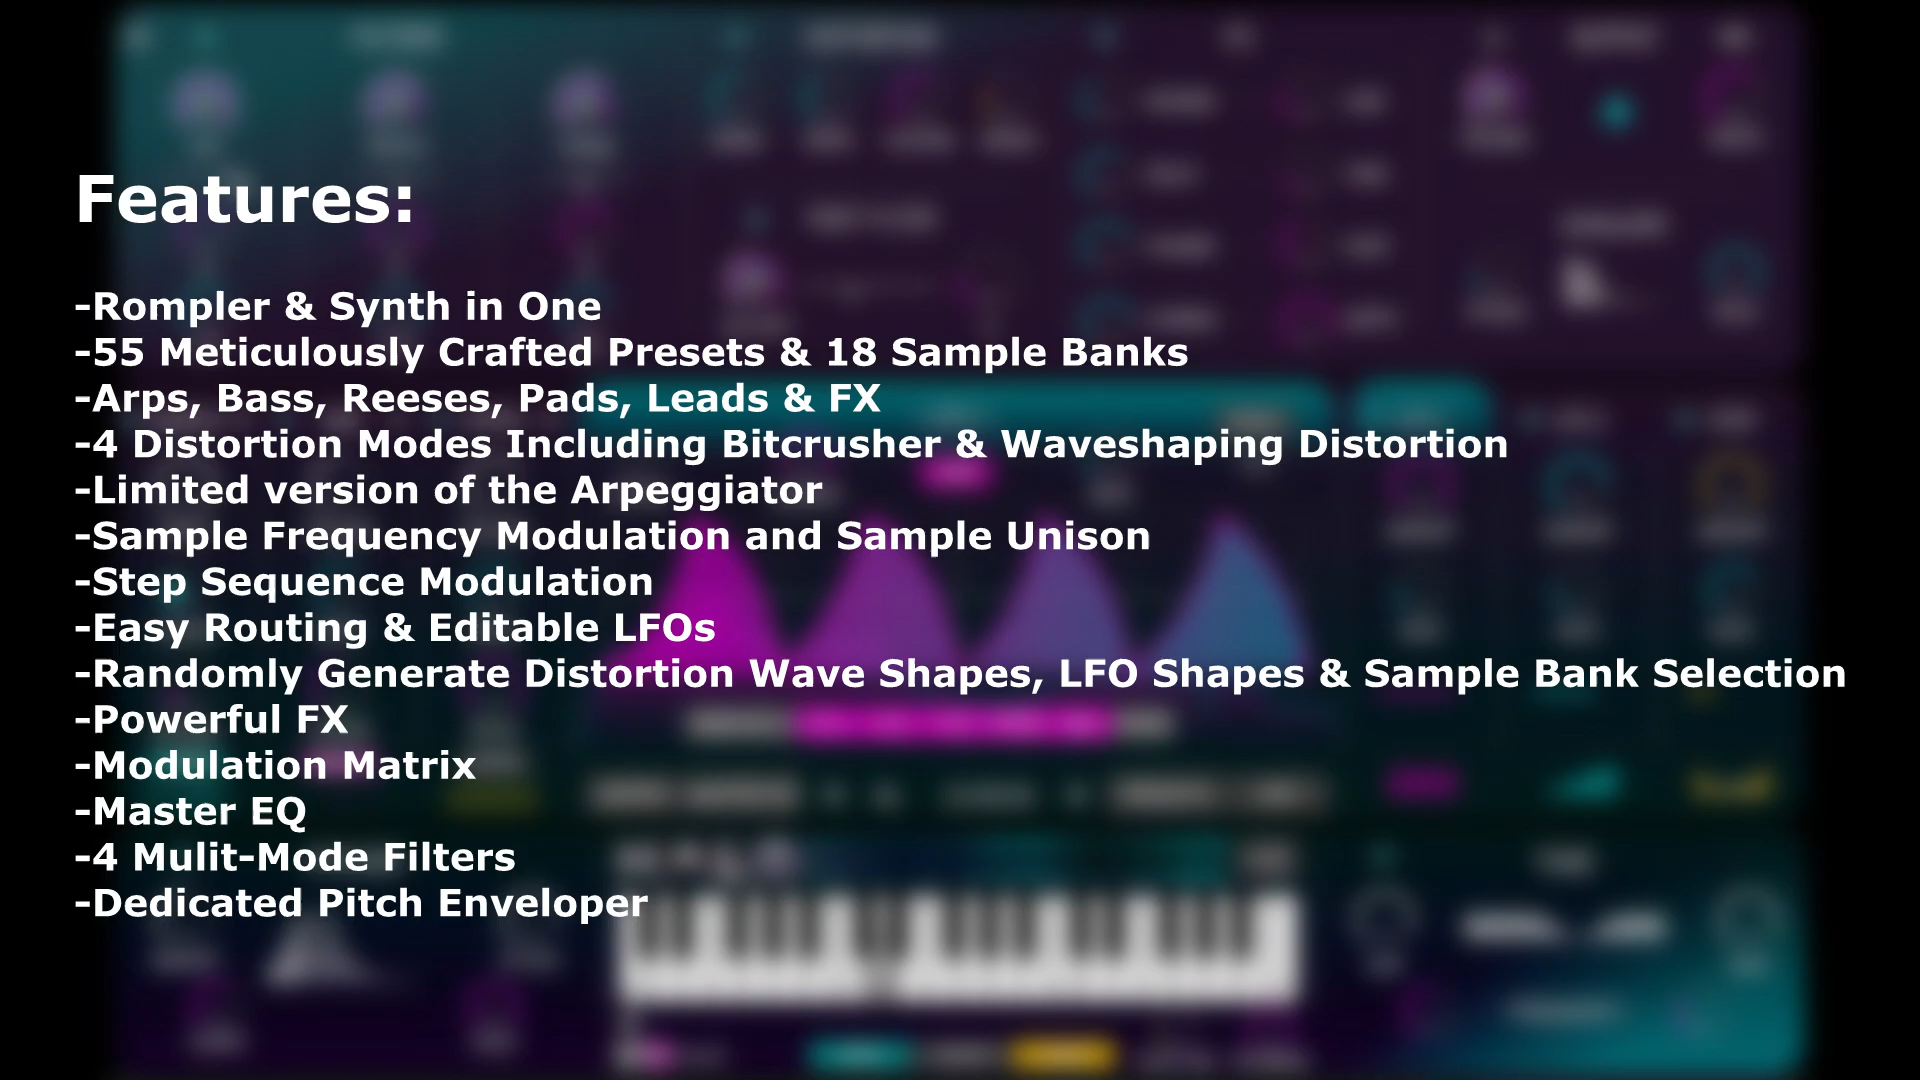 Features:
-Rompler & Synth in One
-55 Meticulously Crafted Presets & 18 Sample Banks
-Arps, Bass, Reeses, Pads, Leads & FX
-4 Distortion Modes Including Bitcrusher & Waveshaping Distortion
-Limited version of the Arpeggiator
-Sample Frequency Modulation and Sample Unison
-Step Sequence Modulation
-Easy Routing & Editable LFOs
-Randomly Generate Distortion Wave Shapes, LFO Shapes & Sample Bank Selection
-Powerful FX
-Modulation Matrix
-Master EQ
-4 Mulit-Mode Filters
-Dedicated Pitch Enveloper